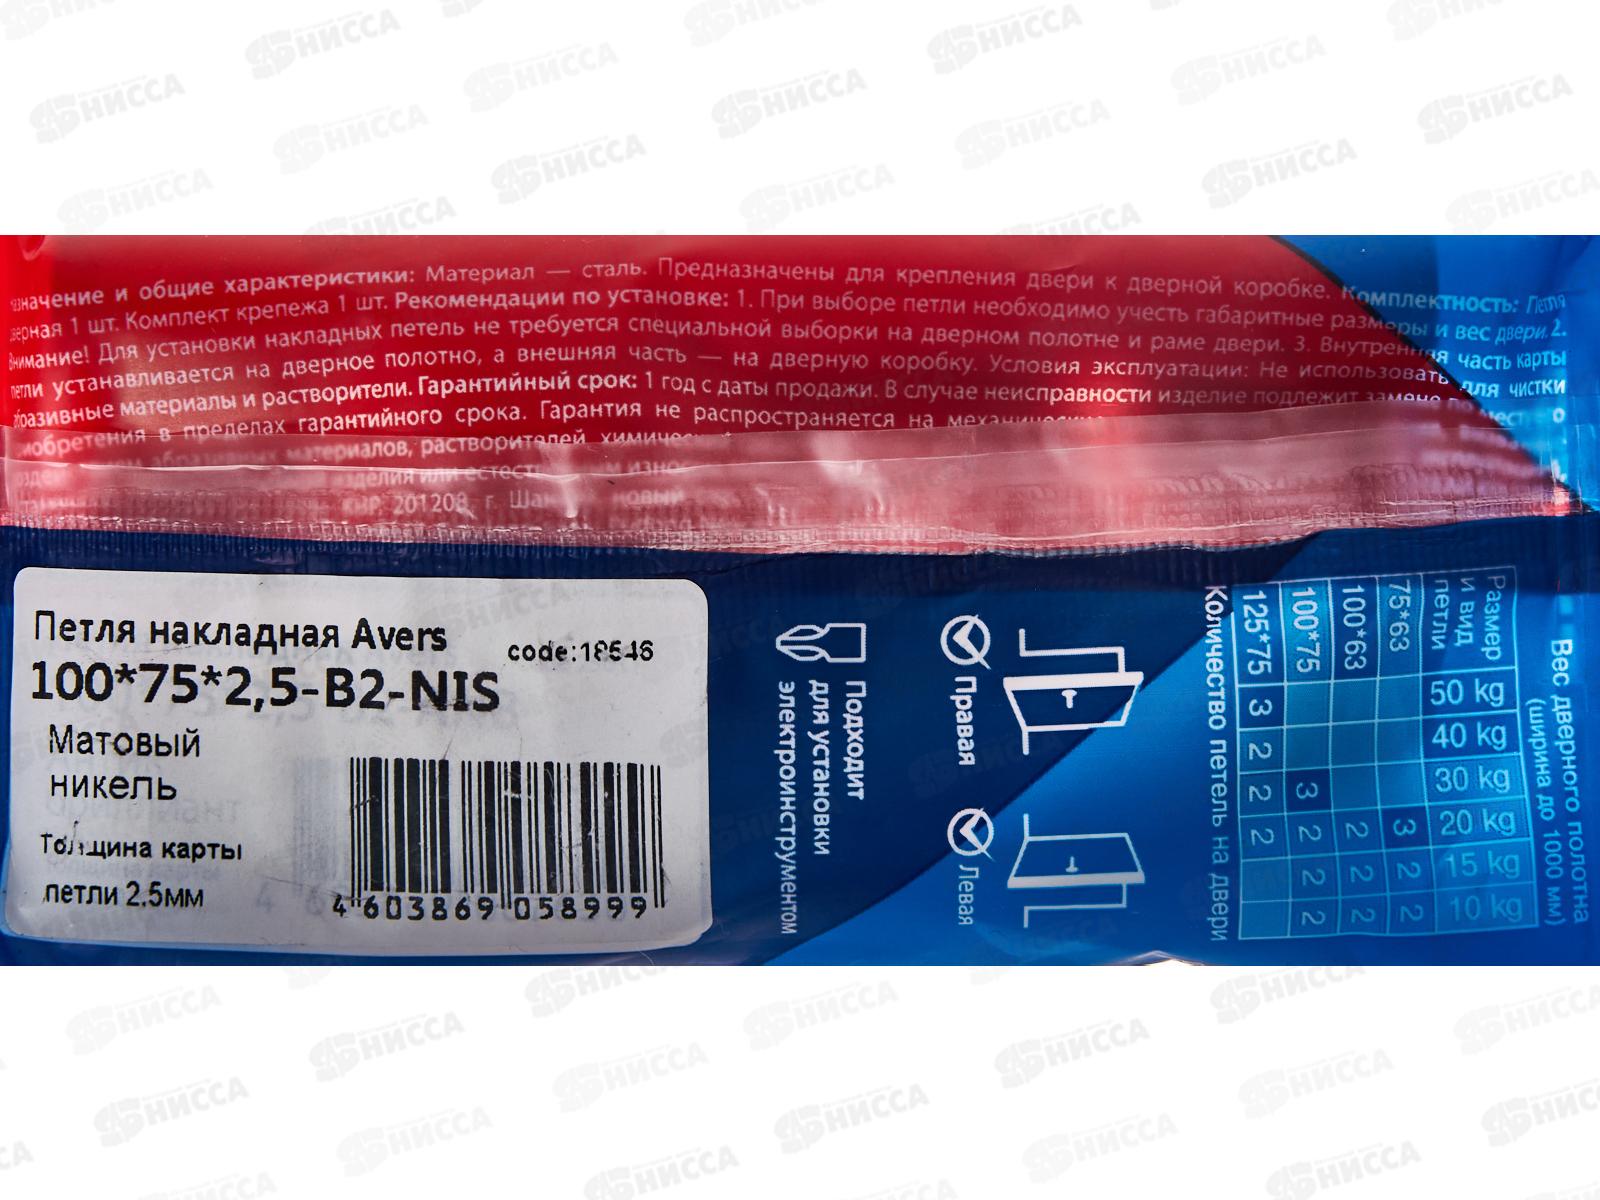 значение и общие характеристики: Материал — сталь. Предназначены для крепления двери к дверной коробке. Комплектность: Петля
верная 1 шт. Комплект крепежа 1 шт. Рекомендации по установке: 1. При выборе петли необходимо учесть габаритные размеры и вес двери. 2.
Внимание! Для установки накладных петель не требуется специальной выборки на дверном полотне и раме двери. 3. Внутренняя часть карты
петли устанавливается на дверное полотно, а внешняя часть — на дверную коробку. Условия эксплуатации: Не использовать для чистки
абразивные материалы и растворители. Гарантийный срок: 1 год с даты продажи. В случае неисправности изделие подлежит замене
приобретения в пределах гарантийного срока. Гарантия не распространяется на
абразивных материалов, растворителей
201208, г.
Петля накладная Avers
code:18546
100*75*2,5-B2-NIS
Матовый
никель
Толщина карты
петли 2.5мм
4 603869 058999
Подходит
для установки
электроинструментом
Правая
Левая
Вес дверного полотна
(ширина до 1000 мм)
Размер
и вид
петли
50 kg
40 kg
30 kg
20 kg
15 kg
10 kg
75*63
3
2
2
100*63
2
2
2
100*75
3
2
2
2
125*75
3
2
2
2
Количество петель на двери
НИССА